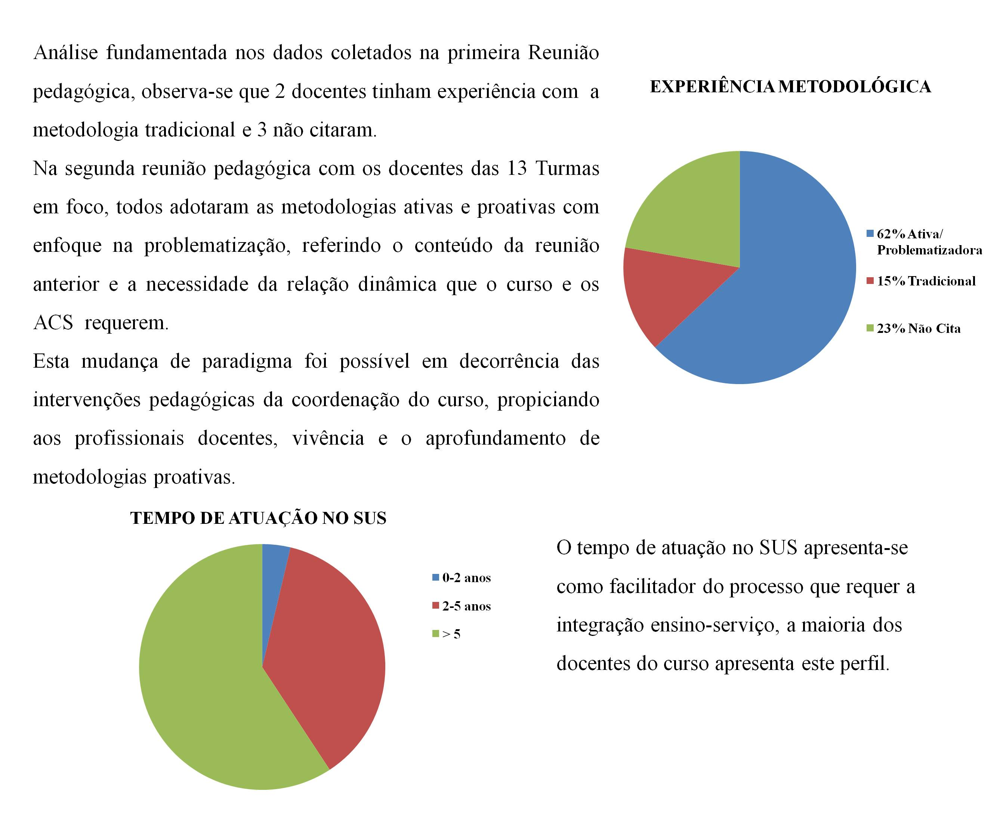 Análise fundamentada nos dados coletados na primeira Reunião
pedagógica, observa-se que 2 docentes tinham experiência com a
metodologia tradicional e 3 não citaram.
Na segunda reunião pedagógica com os docentes das 13 Turmas
em foco, todos adotaram as metodologias ativas e proativas com
enfoque na problematização, referindo o conteúdo da reunião
anterior e a necessidade da relação dinâmica que o curso e os
ACS requerem.
Esta mudança de paradigma foi possível em decorrência das
intervenções pedagógicas da coordenação do curso, propiciando
aos profissionais docentes, vivência e o aprofundamento de
metodologias proativas.
EXPERIÊNCIA METODOLÓGICA
62% Ativa/
Problematizadora
15% Tradicional
23% Não Cita
TEMPO DE ATUAÇÃO NO SUS
0-2 anos
2-5 anos
> 5
O tempo de atuação no SUS apresenta-se
como facilitador do processo que requer a
integração ensino-serviço, a maioria dos
docentes do curso apresenta este perfil.